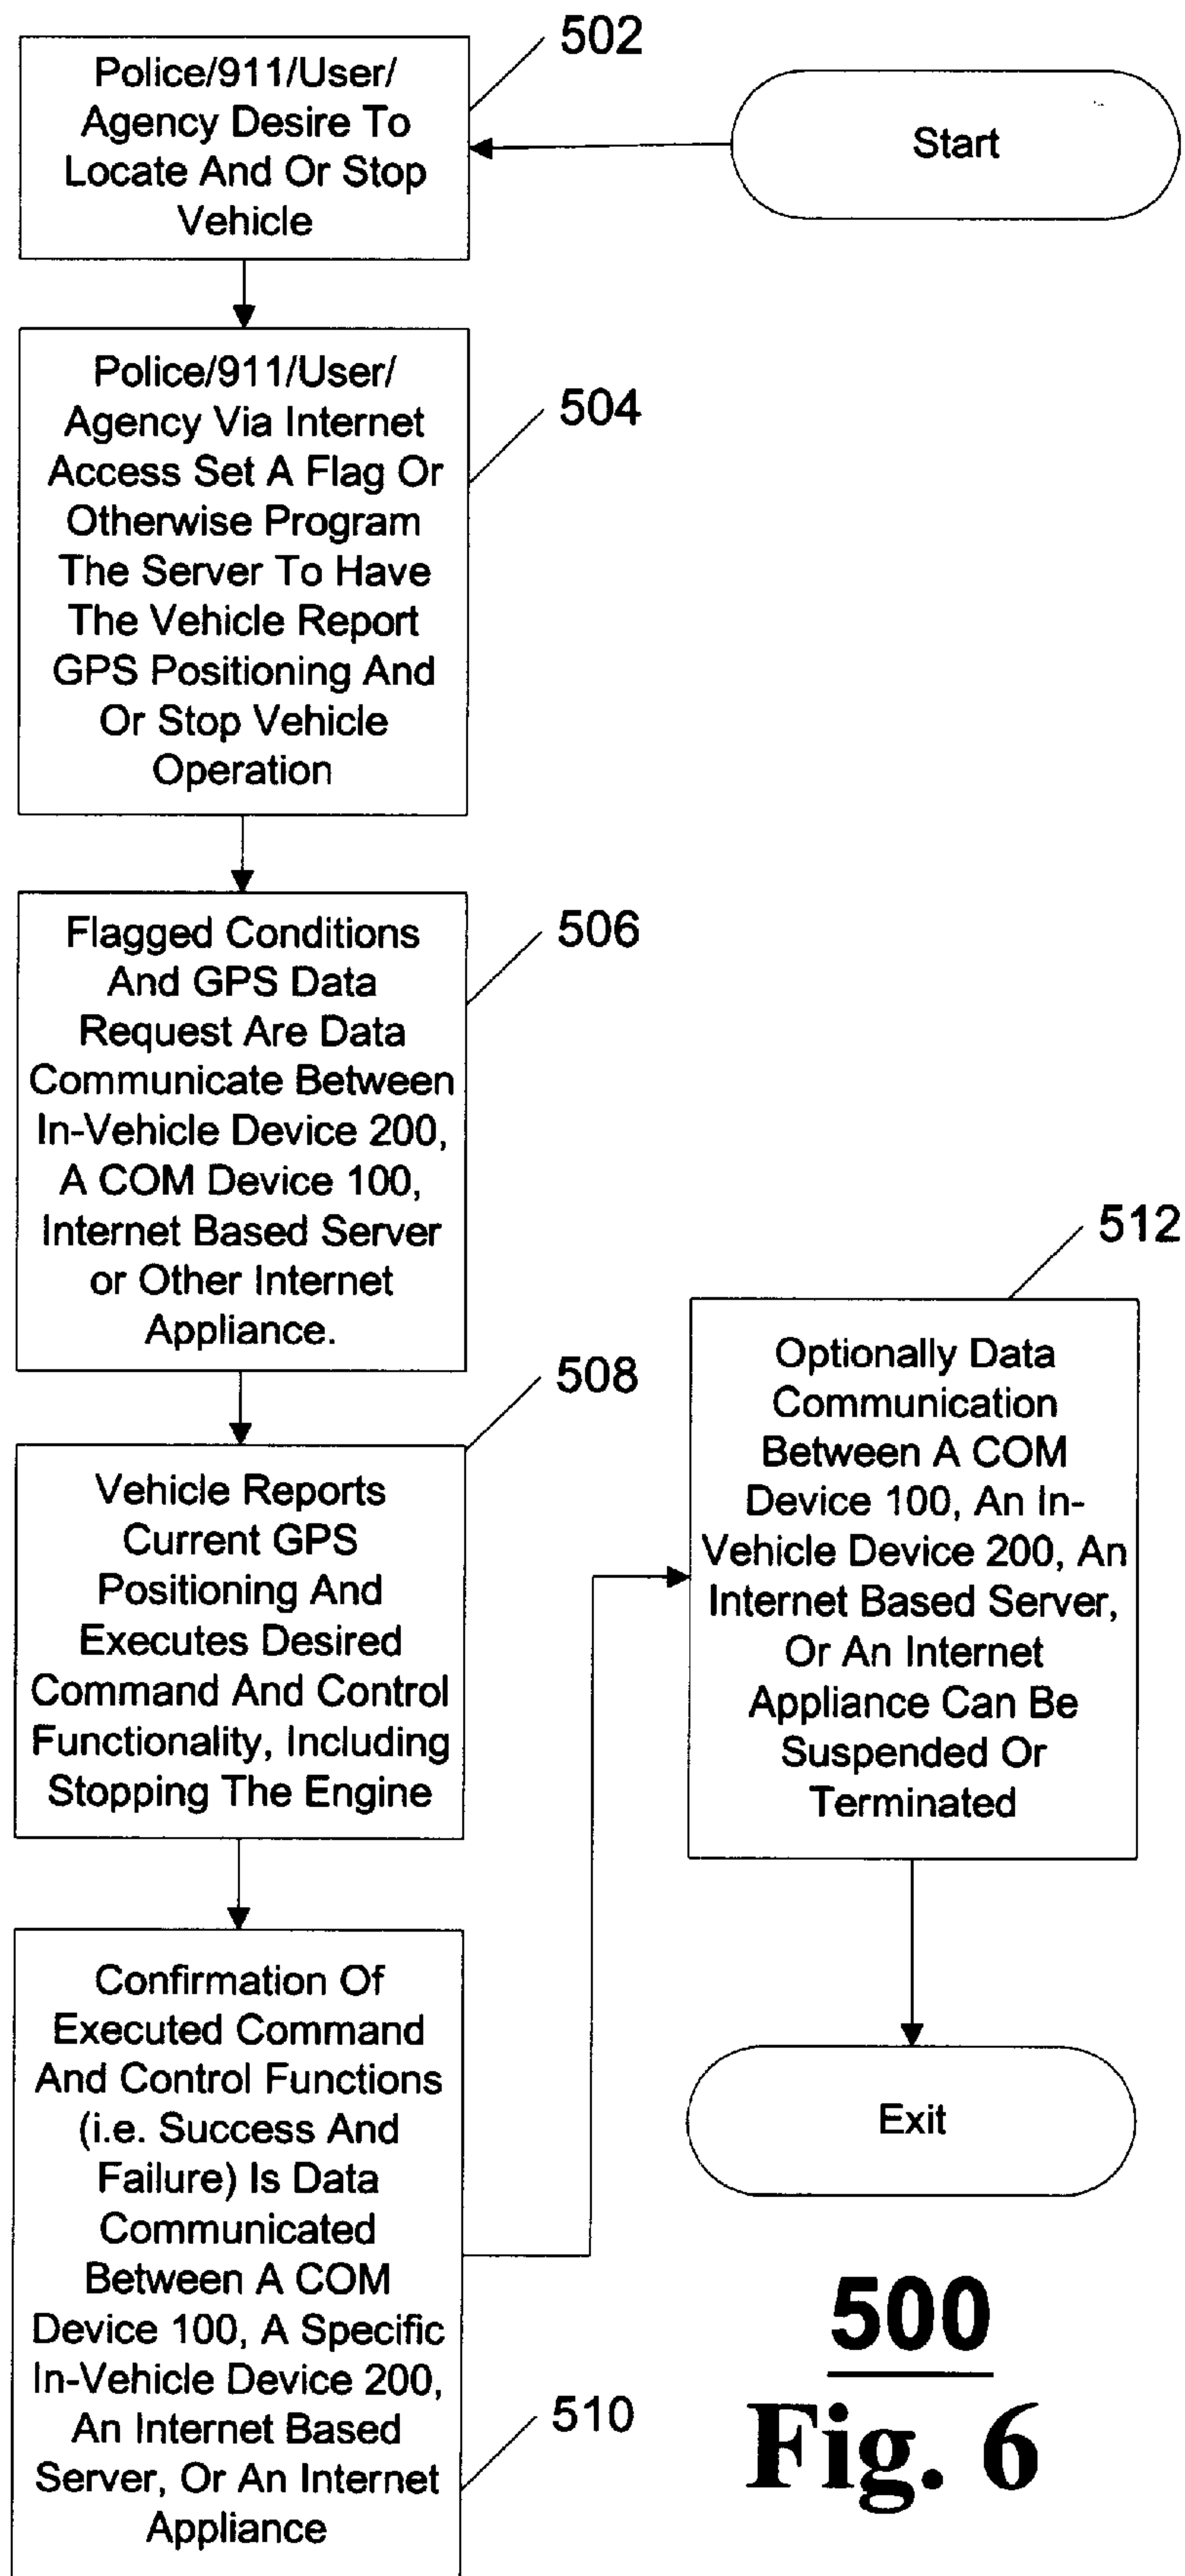 502
Police/911/User/
Agency Desire To
Locate And Or Stop
Vehicle
Start
504
Police/911/User/
Agency Via Internet
Access Set A Flag Or
Otherwise Program
The Server To Have
The Vehicle Report
GPS Positioning And
Or Stop Vehicle
Operation
506
Flagged Conditions
And GPS Data
Request Are Data
Communicate Between
In-Vehicle Device 200,
A COM Device 100,
Internet Based Server
or Other Internet
Appliance.
508
Vehicle Reports
Current GPS
Positioning And
Executes Desired
Command And Control
Functionality, Including
Stopping The Engine
510
Confirmation Of
Executed Command
And Control Functions
(i.e. Success And
Failure) Is Data
Communicated
Between A COM
Device 100, A Specific
In-Vehicle Device 200,
An Internet Based
Server, Or An Internet
Appliance
512
Optionally Data
Communication
Between A COM
Device 100, An In-
Vehicle Device 200, An
Internet Based Server,
Or An Internet
Appliance Can Be
Suspended Or
Terminated
Exit
500
Fig. 6